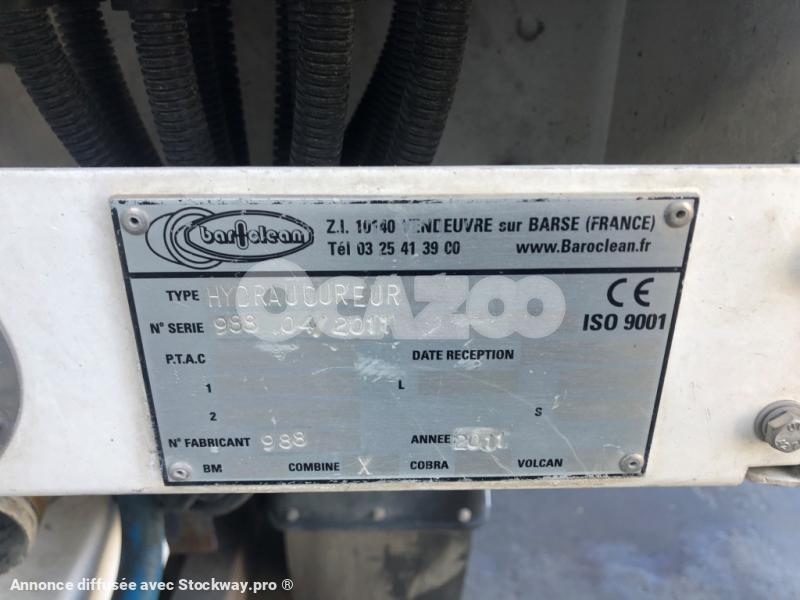 baroclean
Z.I. 10140 VENDEUVRE sur BARSE (FRANCE)
Tél 03 25 41 39 00
www.Baroclean.fr
TYPE HYDRAUCUREUR
N° SERIE 988 04/2011
CE
ISO 9001
P.T.A.C
DATE RECEPTION
1 L
2 S
N° FABRICANT 988 ANNEE 2011
BM COMBINE X COBRA VOLCAN
OCAZOO
Annonce diffusée avec Stockway.pro ®